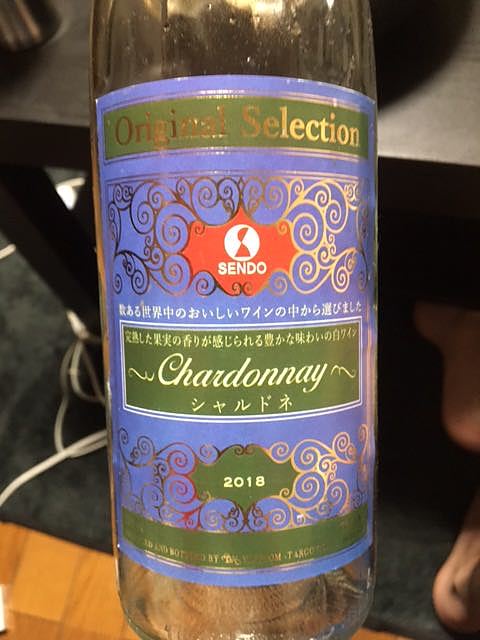 Original Selection
SENDO
数ある世界中のおいしいワインの中から選びました
完熟した果実の香りが感じられる豊かな味わいの白ワイン
Chardonnay
シャルドネ
2018
AND BOTTLED BY